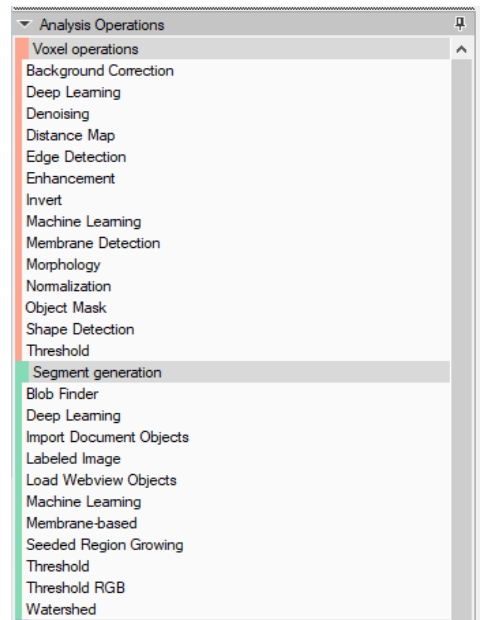 Analysis Operations
Voxel operations
Background Correction
Deep Learning
Denoising
Distance Map
Edge Detection
Enhancement
Invert
Machine Learning
Membrane Detection
Morphology
Normalization
Object Mask
Shape Detection
Threshold
Segment generation
Blob Finder
Deep Learning
Import Document Objects
Labeled Image
Load Webview Objects
Machine Learning
Membrane-based
Seeded Region Growing
Threshold
Threshold RGB
Watershed